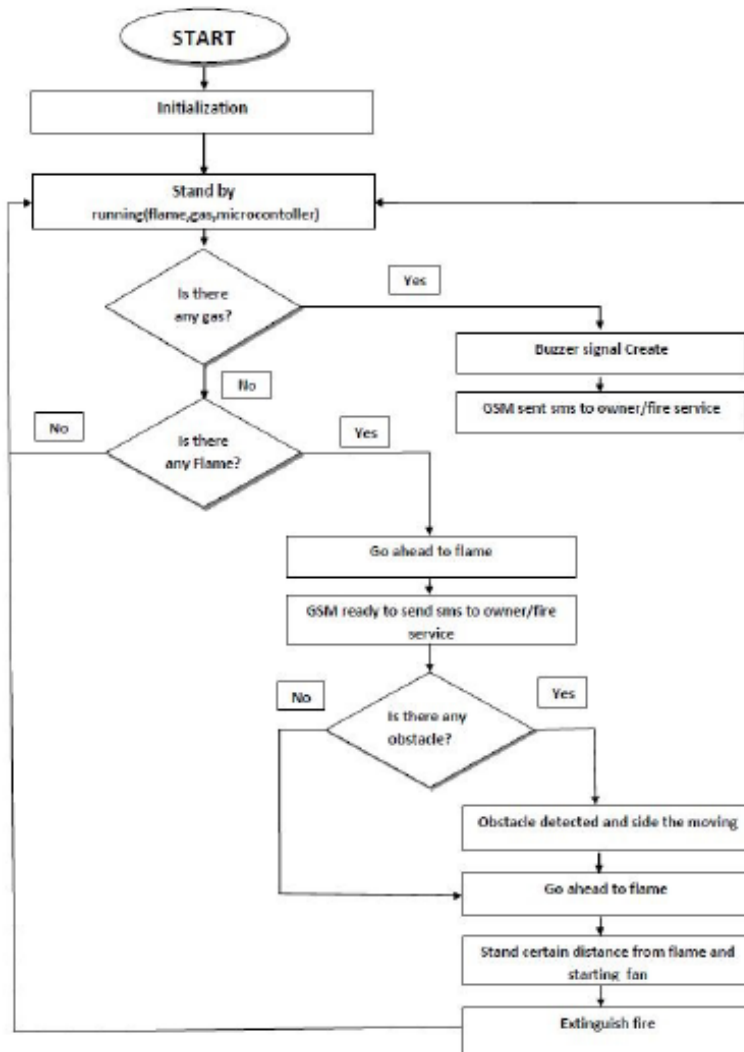 START
Initialization
Stand by
running(flame,gas,microcontoller)
Yes
Is there
any gas?
Buzzer signal Create
No
GSM sent sms to owner/fire service
No
Is there
any Flame?
Yes
Go ahead to flame
GSM ready to send sms to owner/fire
service
No
Yes
Is there any
obstacle?
Obstacle detected and side the moving
Go ahead to flame
Stand certain distance from flame and
starting fan
Extinguish fire